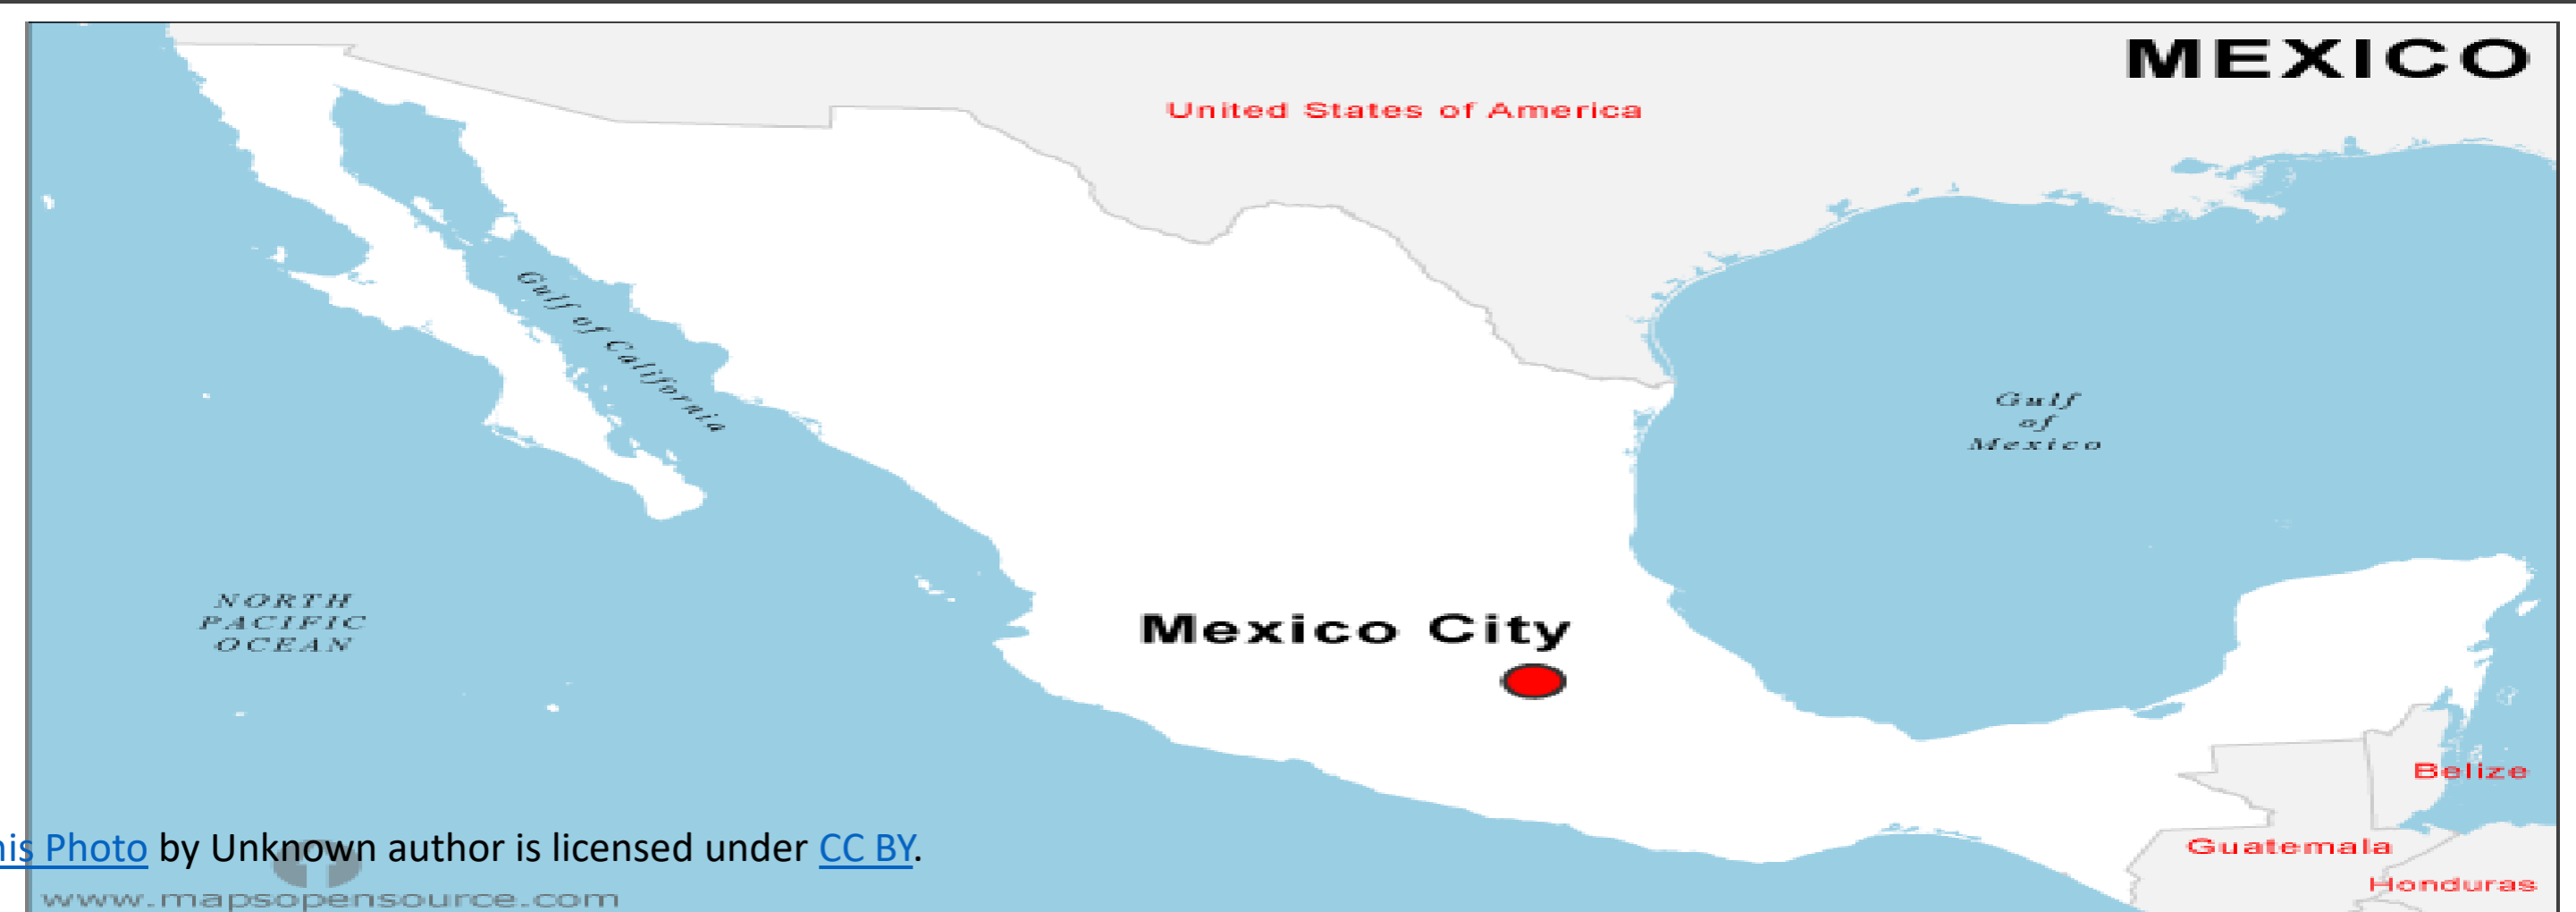 MEXICO
United States of America
Gulf of California
Gulf
of
Mexico
NORTH
PACIFIC
OCEAN
Mexico City
Belize
Guatemala
Honduras
his Photo by Unknown author is licensed under CC BY.
www.mapsopensource.com